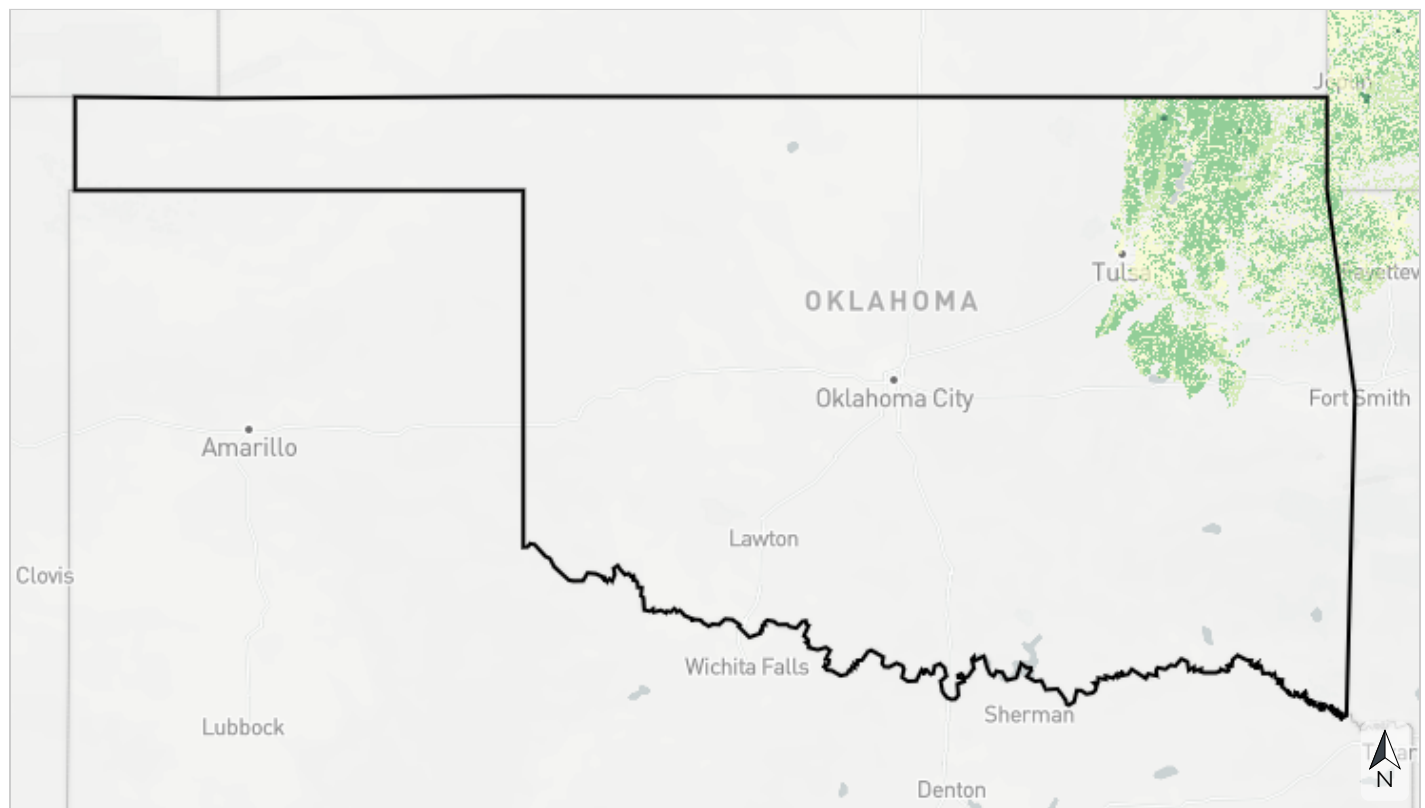 Tulsa
OKLAHOMA
Oklahoma City
Fort Smith
Amarillo
Lawton
Clovis
Wichita Falls
Lubbock
Sherman
Denton
N